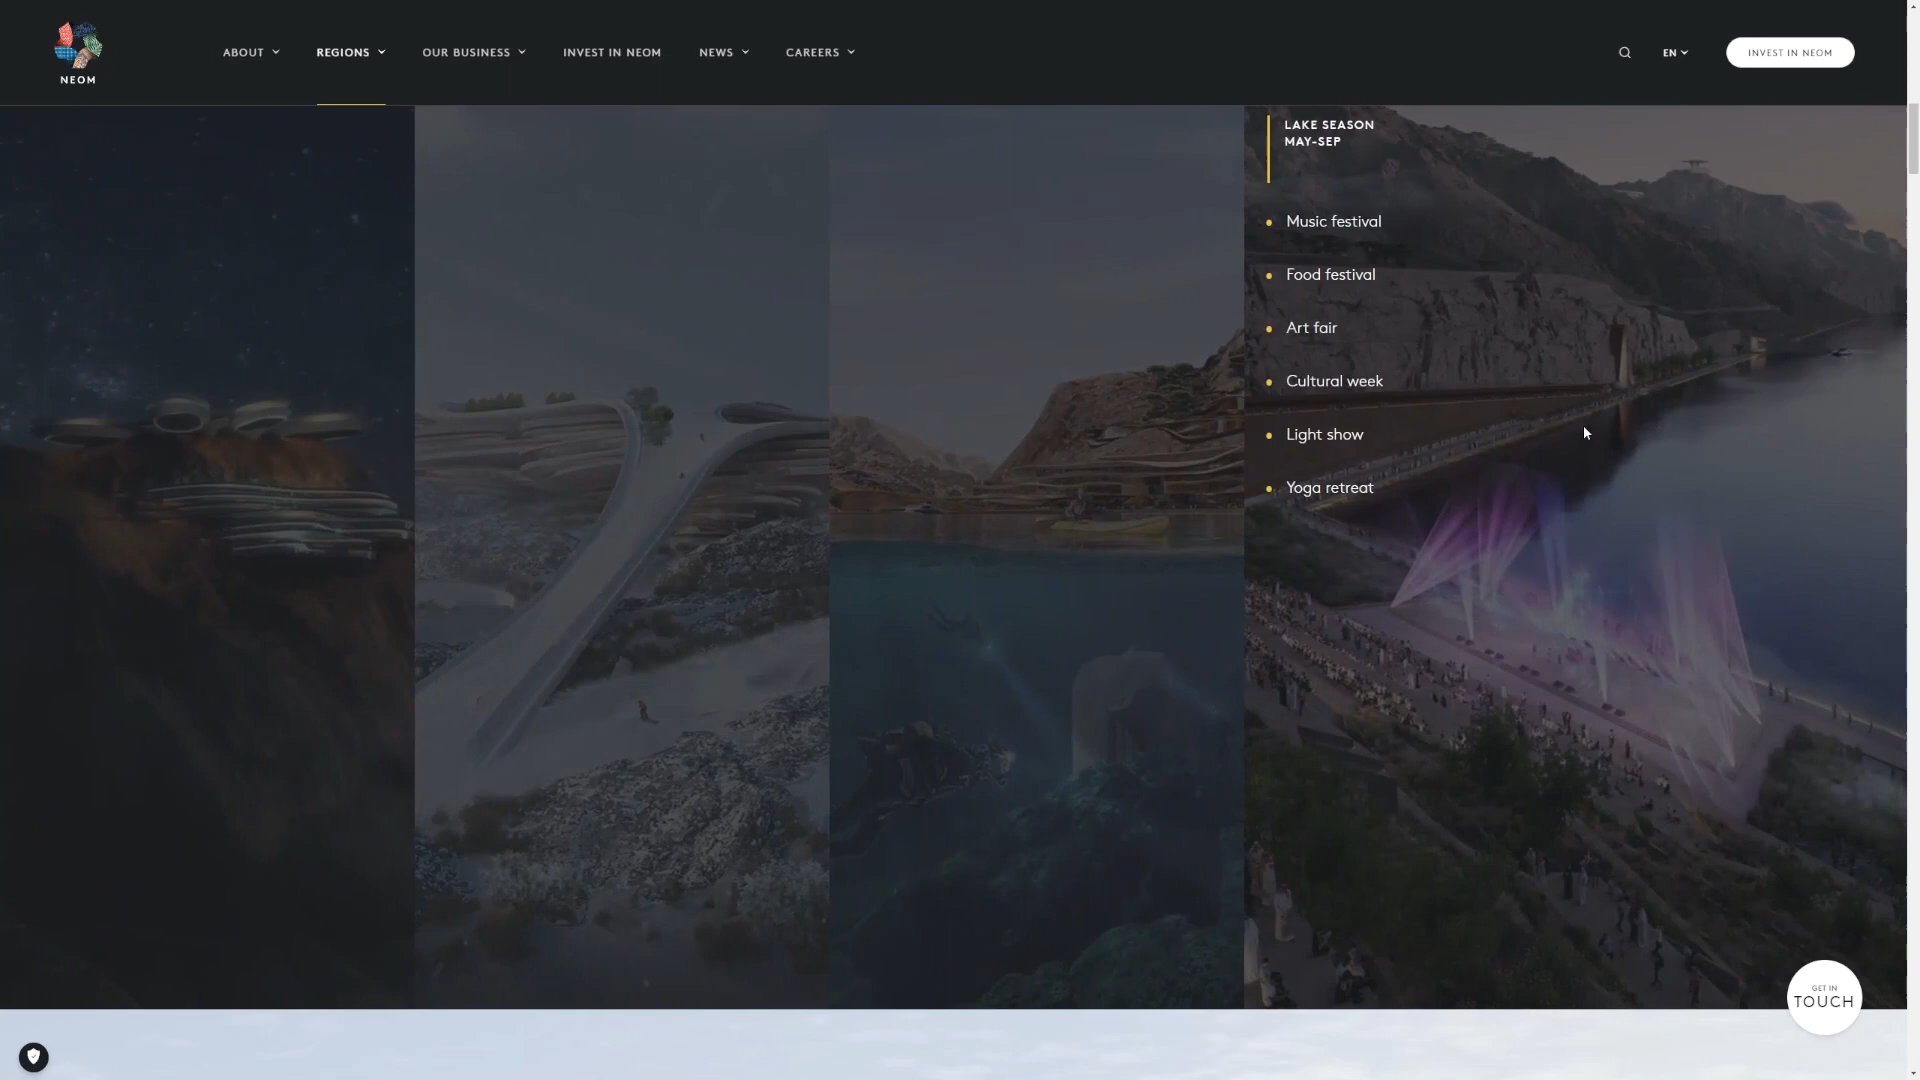 NEOM
ABOUT
REGIONS
OUR BUSINESS
INVEST IN NEOM
NEWS
CAREERS
EN
INVEST IN NEOM
LAKE SEASON
MAY-SEP
Music festival
Food festival
Art fair
Cultural week
Light show
Yoga retreat
GET IN
TOUCH